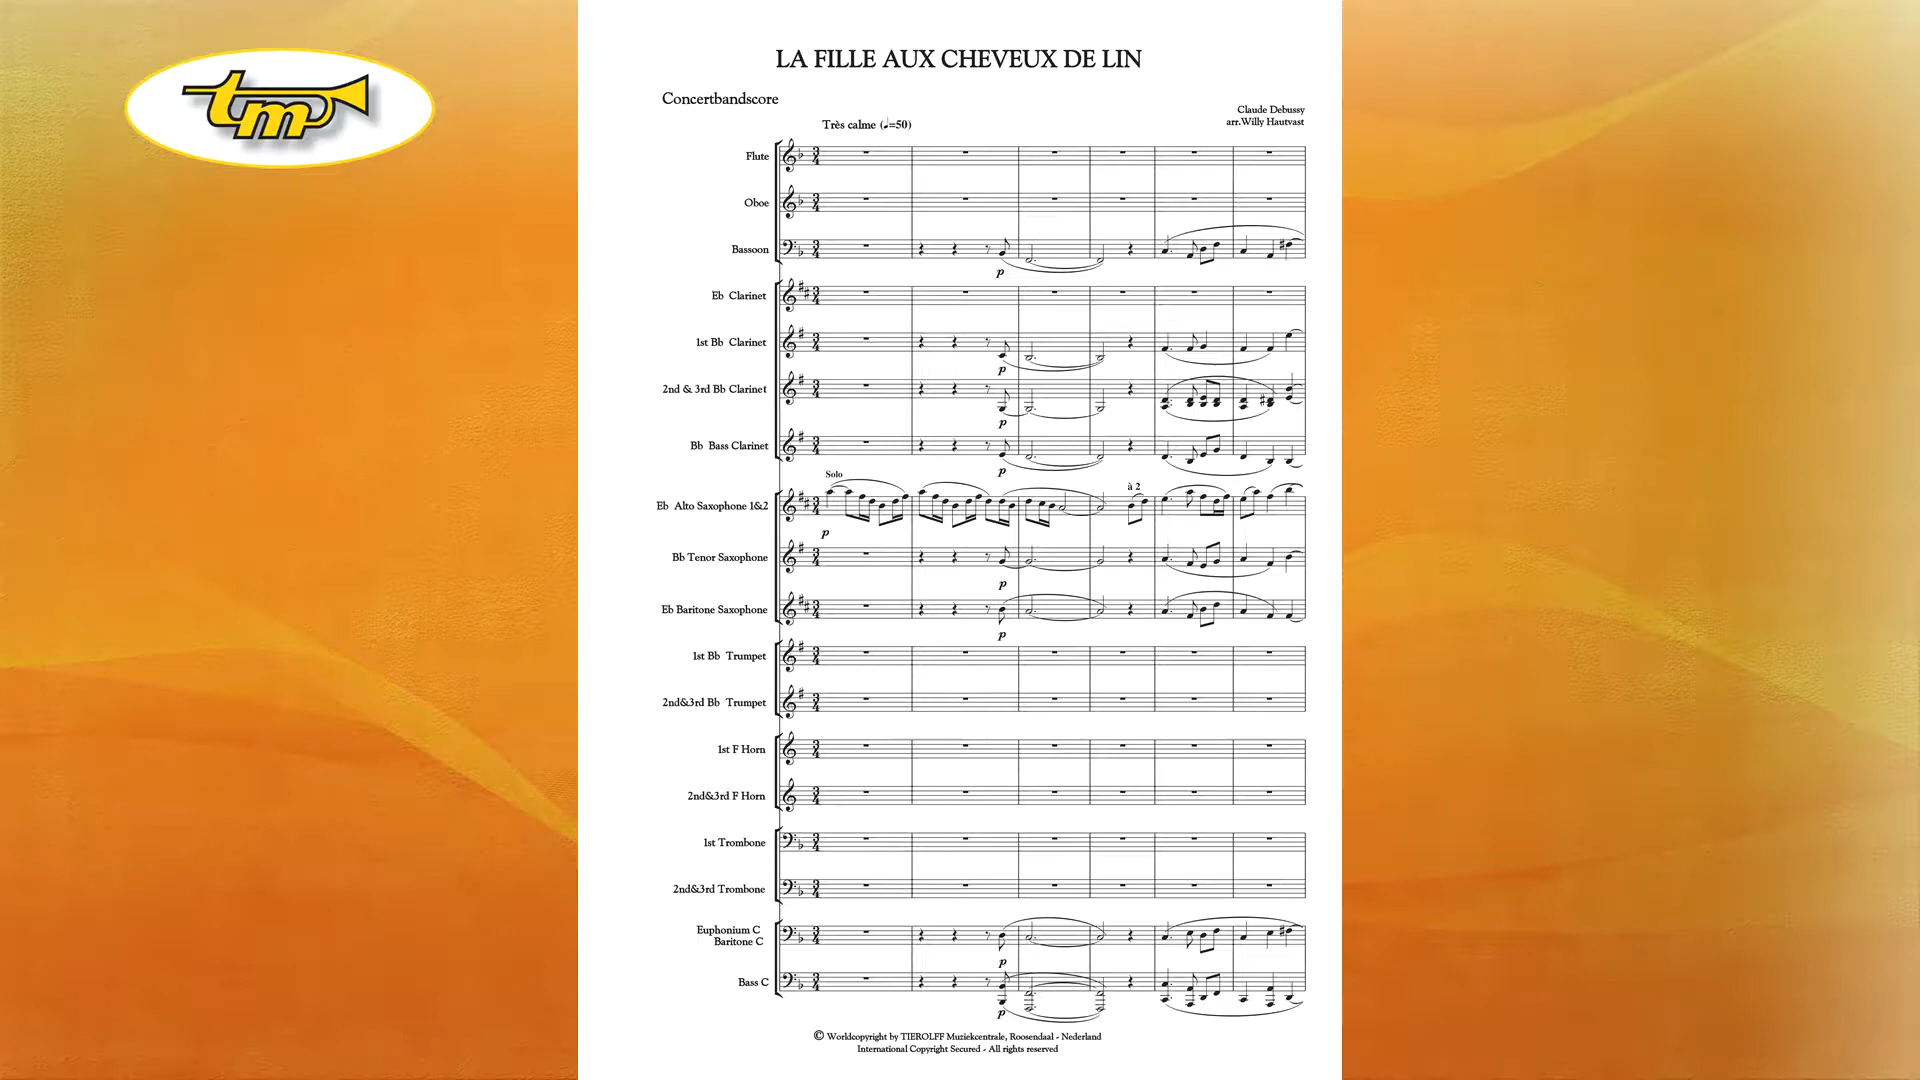 tm
LA FILLE AUX CHEVEUX DE LIN
Concertbandscore
Claude Debussy
arr.Willy Hautvast
Très calme (♩=50)
Flute
Oboe
Bassoon
p
Eb Clarinet
1st Bb Clarinet
p
2nd & 3rd Bb Clarinet
p
Bb Bass Clarinet
p
Solo
à 2
Eb Alto Saxophone 1&2
p
Bb Tenor Saxophone
p
Eb Baritone Saxophone
p
1st Bb Trumpet
2nd&3rd Bb Trumpet
1st F Horn
2nd&3rd F Horn
1st Trombone
2nd&3rd Trombone
Euphonium C
Baritone C
p
Bass C
p
© Worldcopyright by TIEROLFF Muziekcentrale, Roosendaal - Nederland
International Copyright Secured - All rights reserved